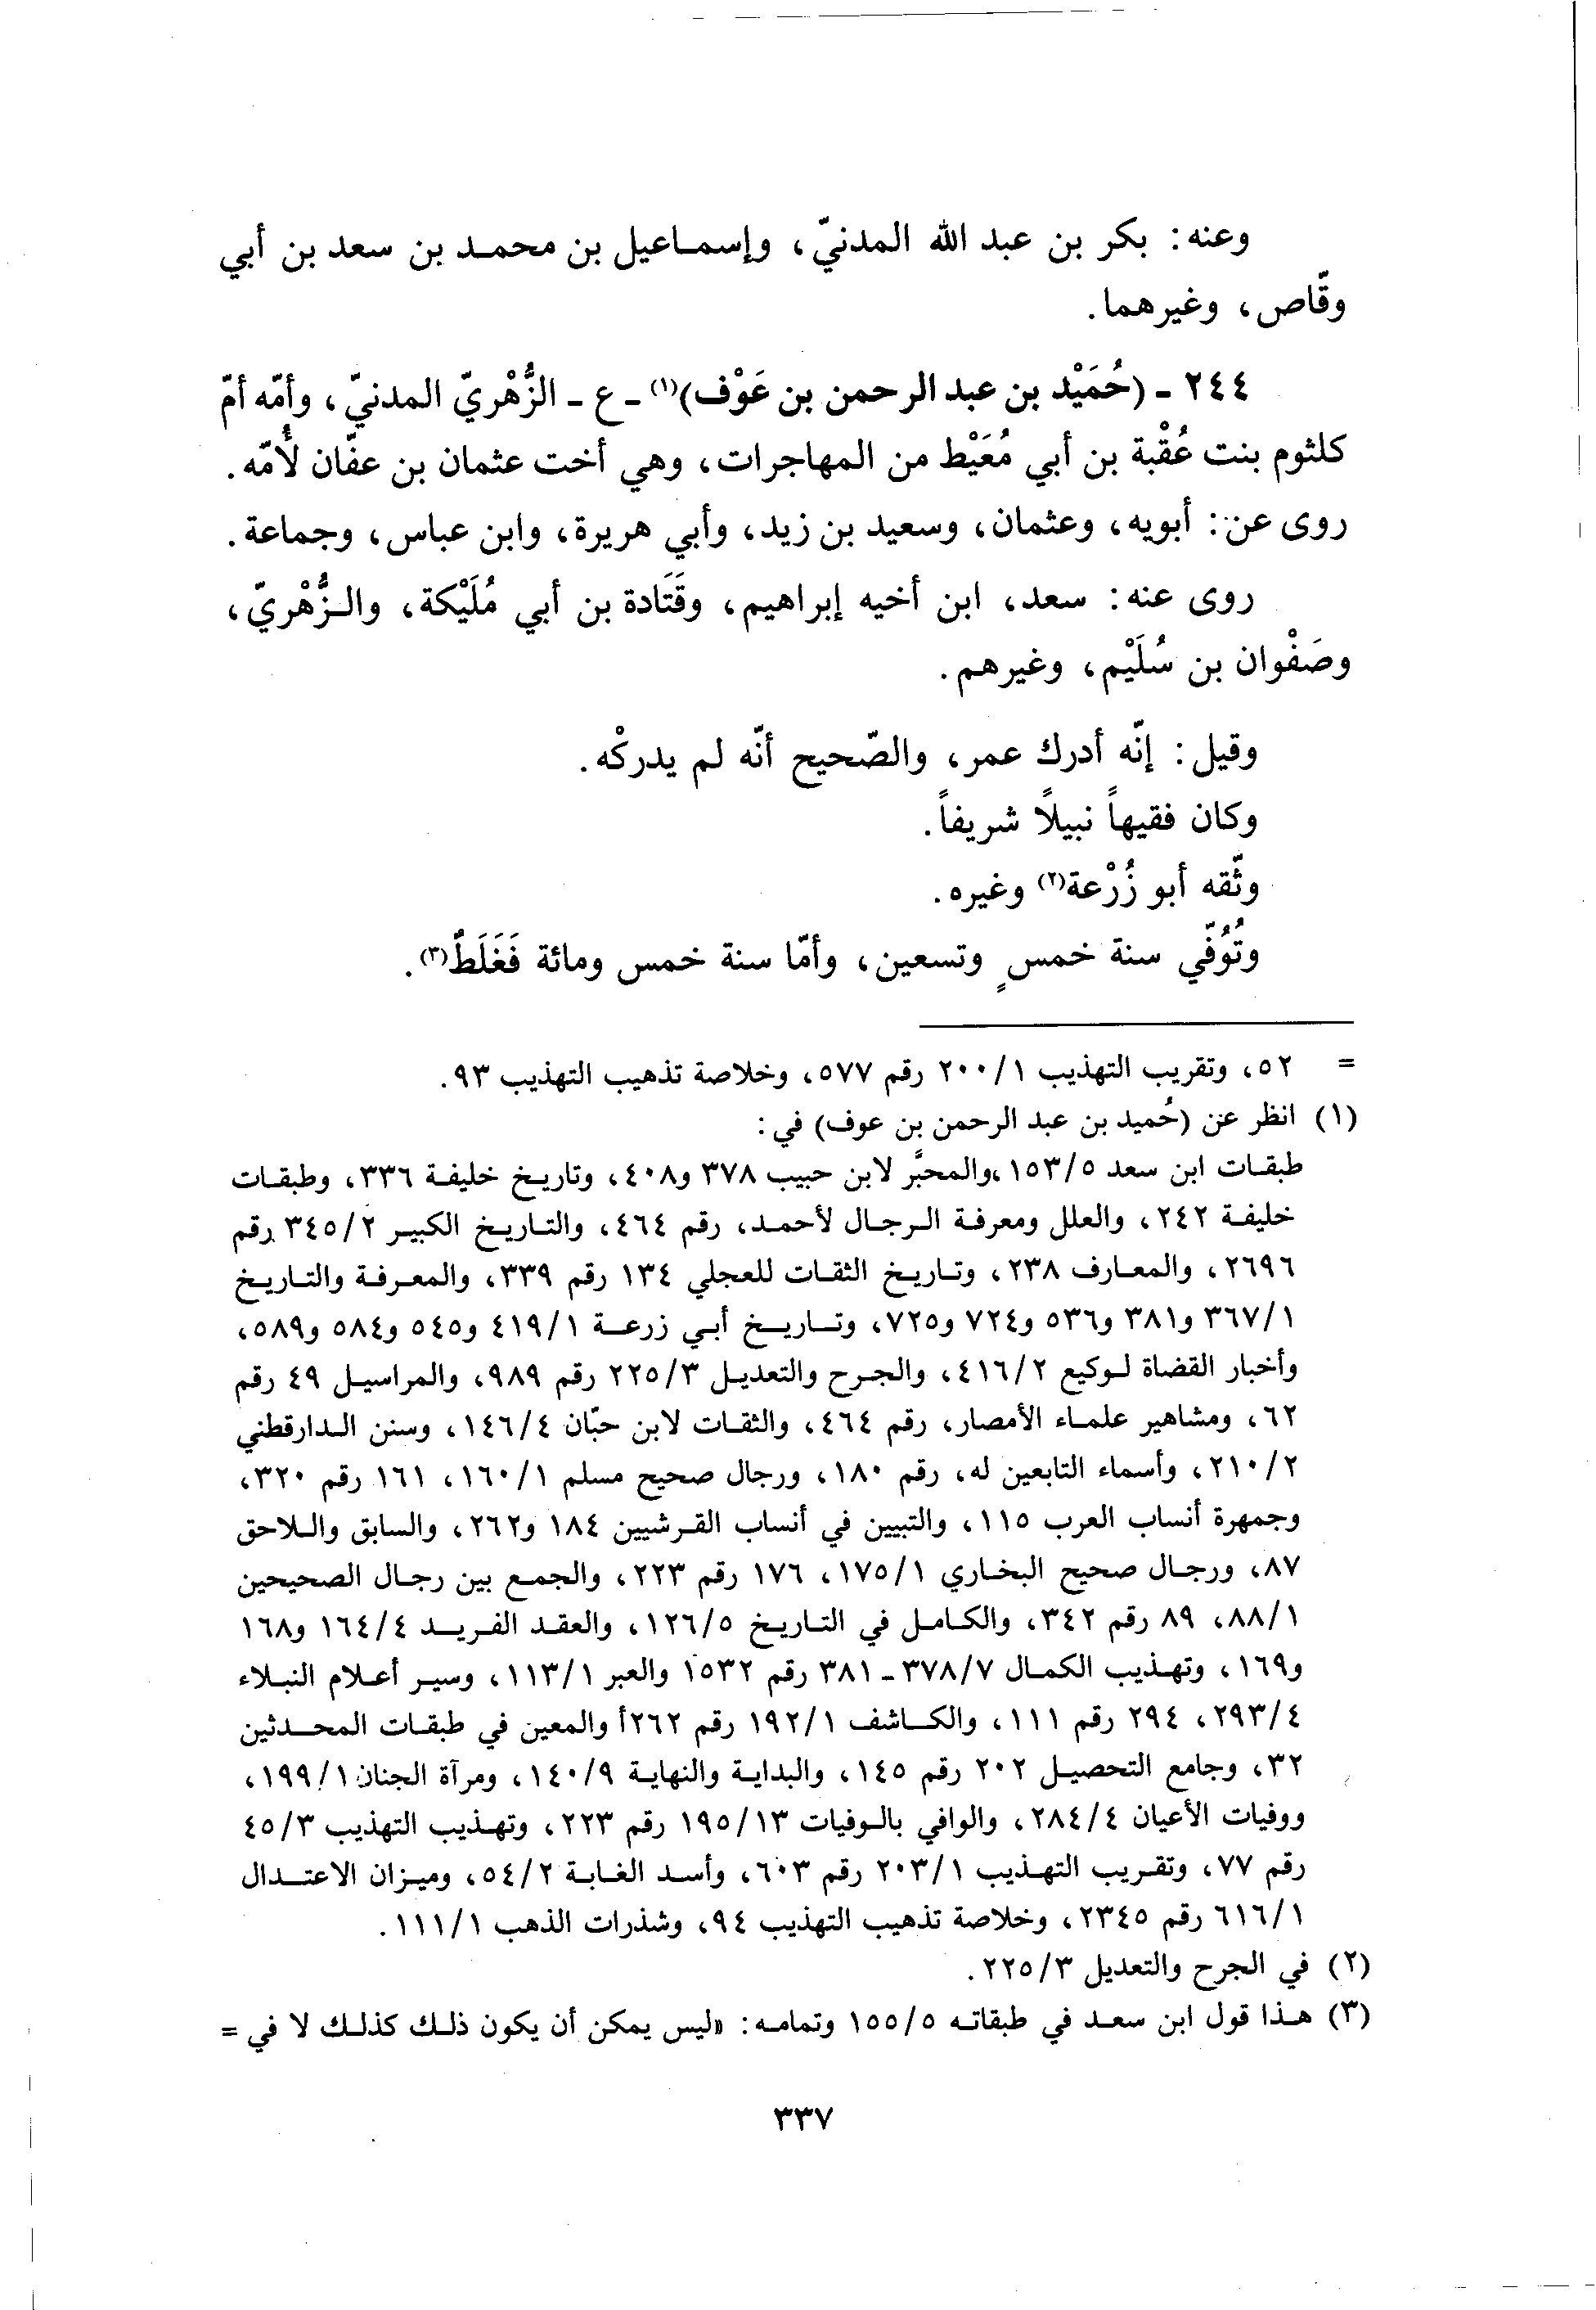 وعنه: بكر بن عبد الله المدنيّ، وإسماعيل بن محمد بن سعد بن أبي
وقّاص، وغيرهما.
٢٤٤ - (حُمَيْد بن عبد الرحمن بن عَوْف)(١) - ع - الزُّهْريّ المدنيّ، وأمّه أمّ
كلثوم بنت عُقْبة بن أبي مُعَيْط من المهاجرات، وهي أخت عثمان بن عفّان لأُمّه.
روى عن: أبويه، وعثمان، وسعيد بن زيد، وأبي هريرة، وابن عباس، وجماعة.
روى عنه: سعد، ابن أخيه إبراهيم، وقَتَادة بن أبي مُلَيْكة، والزُّهْريّ،
وصَفْوان بن سُلَيْم، وغيرهم.
وقيل: إنّه أدرك عمر، والصّحيح أنّه لم يدركْه.
وكان فقيهاً نبيلاً شريفاً.
وثّقه أبو زُرْعة(٢) وغيره.
وتُوُفّي سنة خمسٍ وتسعين، وأمّا سنة خمس ومائة فَغَلَطٌ(٣).
= ٥٢، وتقريب التهذيب ٢٠٠/١ رقم ٥٧٧، وخلاصة تذهيب التهذيب ٩٣.
(١) انظر عن (حُميد بن عبد الرحمن بن عوف) في:
طبقات ابن سعد ١٥٣/٥، والمحبَّر لابن حبيب ٣٧٨ و٤٠٨، وتاريخ خليفة ٣٣٦، وطبقات
خليفة ٢٤٢، والعلل ومعرفة الرجال لأحمد، رقم ٤٦٤، والتاريخ الكبير ٣٤٥/٢ رقم
٢٦٩٦، والمعارف ٢٣٨، وتاريخ الثقات للعجلي ١٣٤ رقم ٣٣٩، والمعرفة والتاريخ
٣٦٧/١ و٣٨١ و٥٣٦ و٧٢٤ و٧٢٥، وتاريخ أبي زرعة ٤١٩/١ و٥٤٥ و٥٨٤ و٥٨٩،
وأخبار القضاة لوكيع ٤١٦/٢، والجرح والتعديل ٢٢٥/٣ رقم ٩٨٩، والمراسيل ٤٩ رقم
٦٢، ومشاهير علماء الأمصار، رقم ٤٦٤، والثقات لابن حبّان ١٤٦/٤، وسنن الدارقطني
٢١٠/٢، وأسماء التابعين له، رقم ١٨٠، ورجال صحيح مسلم ١٦٠/١، ١٦١ رقم ٣٢٠،
وجمهرة أنساب العرب ١١٥، والتبيين في أنساب القرشيين ١٨٤ و٢٦٢، والسابق واللاحق
٨٧، ورجال صحيح البخاري ١٧٥/١، ١٧٦ رقم ٢٢٣، والجمع بين رجال الصحيحين
٨٨/١، ٨٩ رقم ٣٤٢، والكامل في التاريخ ١٢٦/٥، والعقد الفريد ١٦٤/٤ و١٦٨
و١٦٩، وتهذيب الكمال ٣٧٨/٧ - ٣٨١ رقم ١٥٣٢ والعبر ١١٣/١، وسير أعلام النبلاء
٢٩٣/٤، ٢٩٤ رقم ١١١، والكاشف ١٩٢/١ رقم ٢٦٢أ والمعين في طبقات المحدثين
٣٢، وجامع التحصيل ٢٠٢ رقم ١٤٥، والبداية والنهاية ١٤٠/٩، ومرآة الجنان ١٩٩/١،
ووفيات الأعيان ٢٨٤/٤، والوافي بالوفيات ١٩٥/١٣ رقم ٢٢٣، وتهذيب التهذيب ٤٥/٣
رقم ٧٧، وتقريب التهذيب ٢٠٣/١ رقم ٦٠٣، وأسد الغابة ٥٤/٢، وميزان الاعتدال
٦١٦/١ رقم ٢٣٤٥، وخلاصة تذهيب التهذيب ٩٤، وشذرات الذهب ١١١/١.
(٢) في الجرح والتعديل ٢٢٥/٣.
(٣) هذا قول ابن سعد في طبقاته ١٥٥/٥ وتمامه: «ليس يمكن أن يكون ذلك كذلك لا في =
٣٣٧